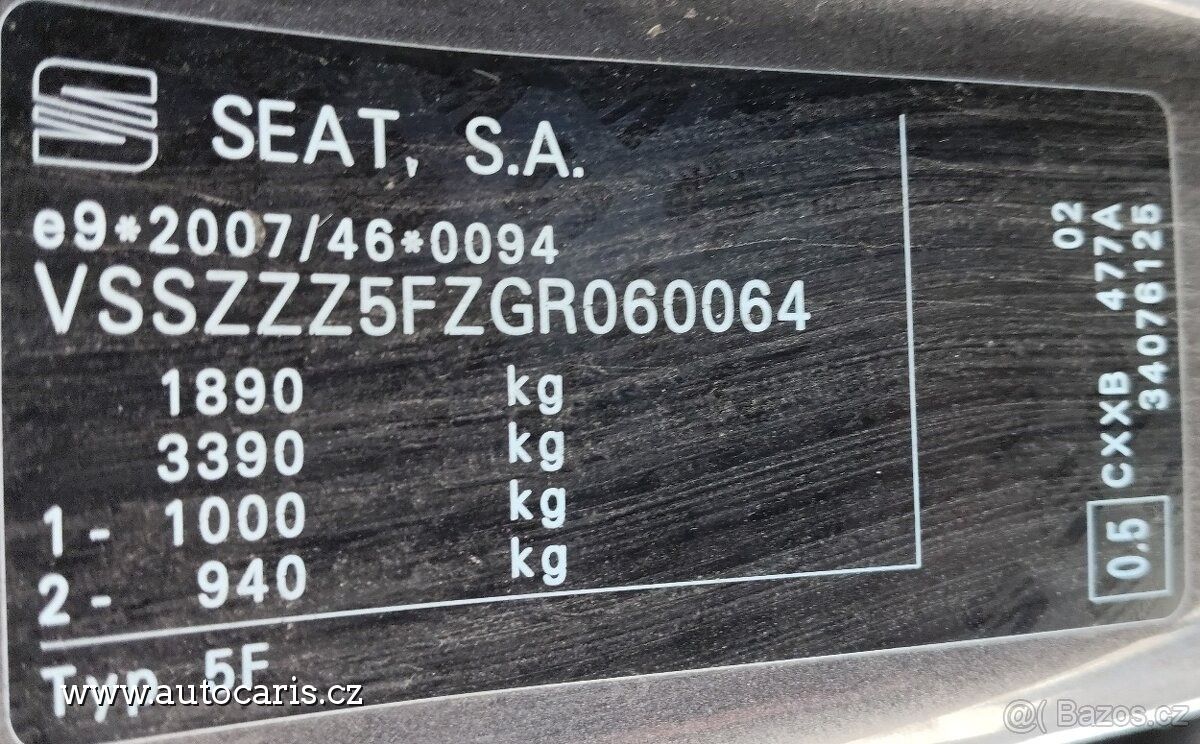 SEAT, S.A.
e9*2007/46*0094
VSSZZZ5FZGR060064
1890 kg
3390 kg
1- 1000 kg
2- 940 kg
Typ 5F
02
CXXB 477A
34076125
0.5
www.autocaris.cz
@( Bazos.cz